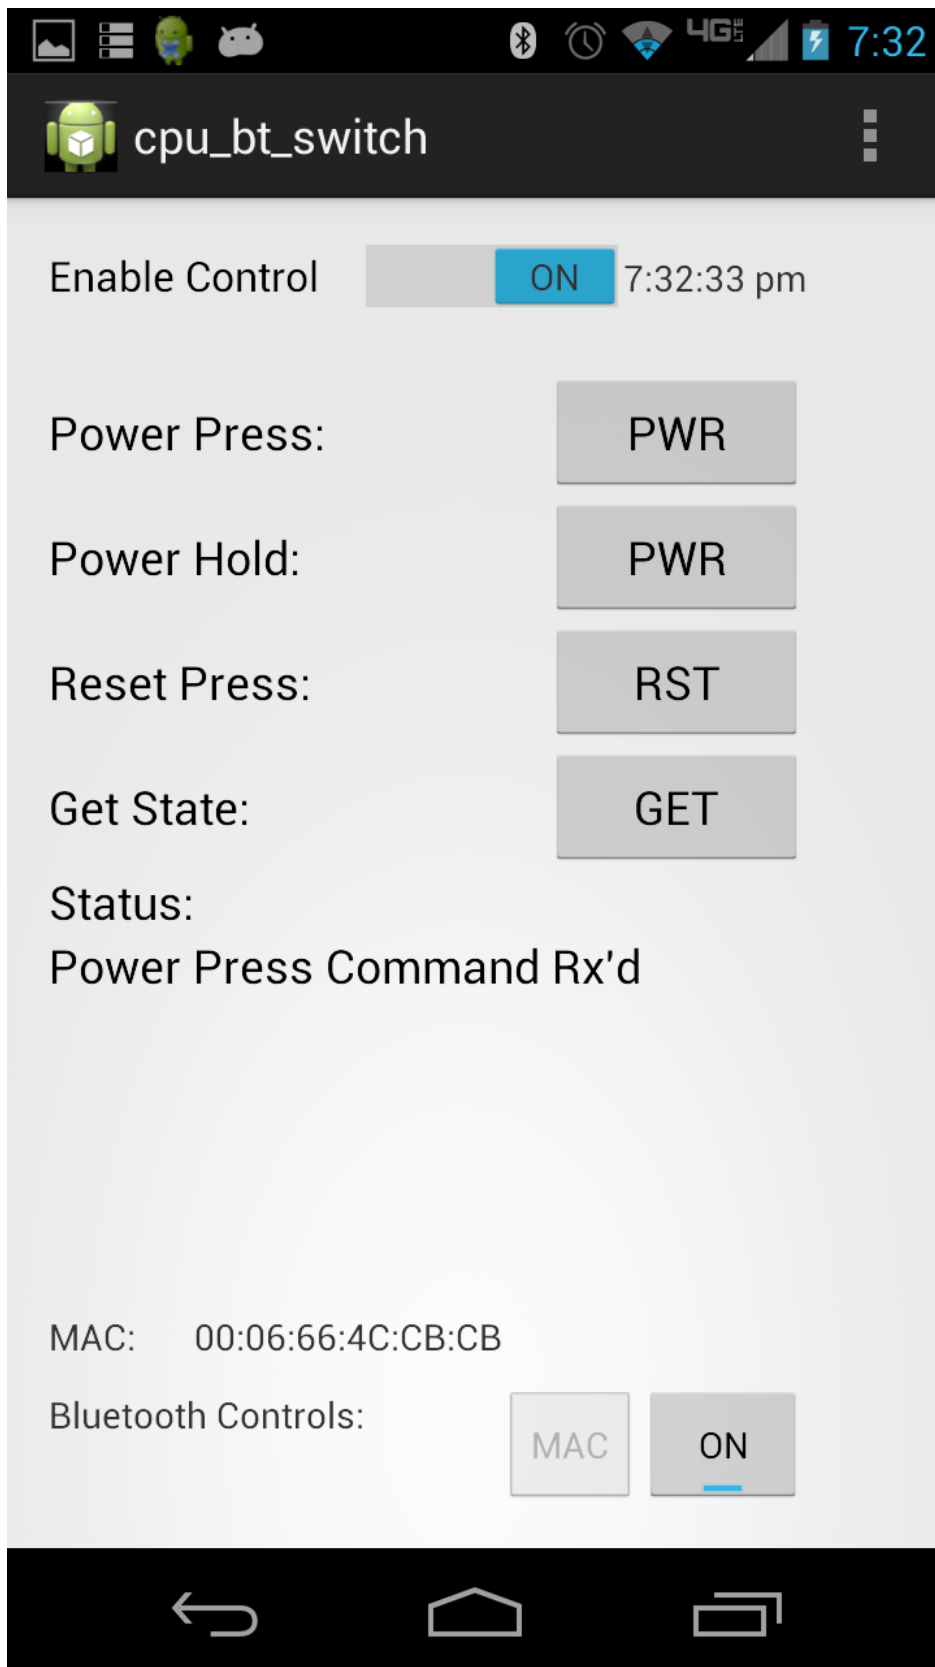 4G LTE 7:32
cpu_bt_switch
Enable Control ON 7:32:33 pm
Power Press: PWR
Power Hold: PWR
Reset Press: RST
Get State: GET
Status:
Power Press Command Rx'd
MAC: 00:06:66:4C:CB:CB
Bluetooth Controls: MAC ON